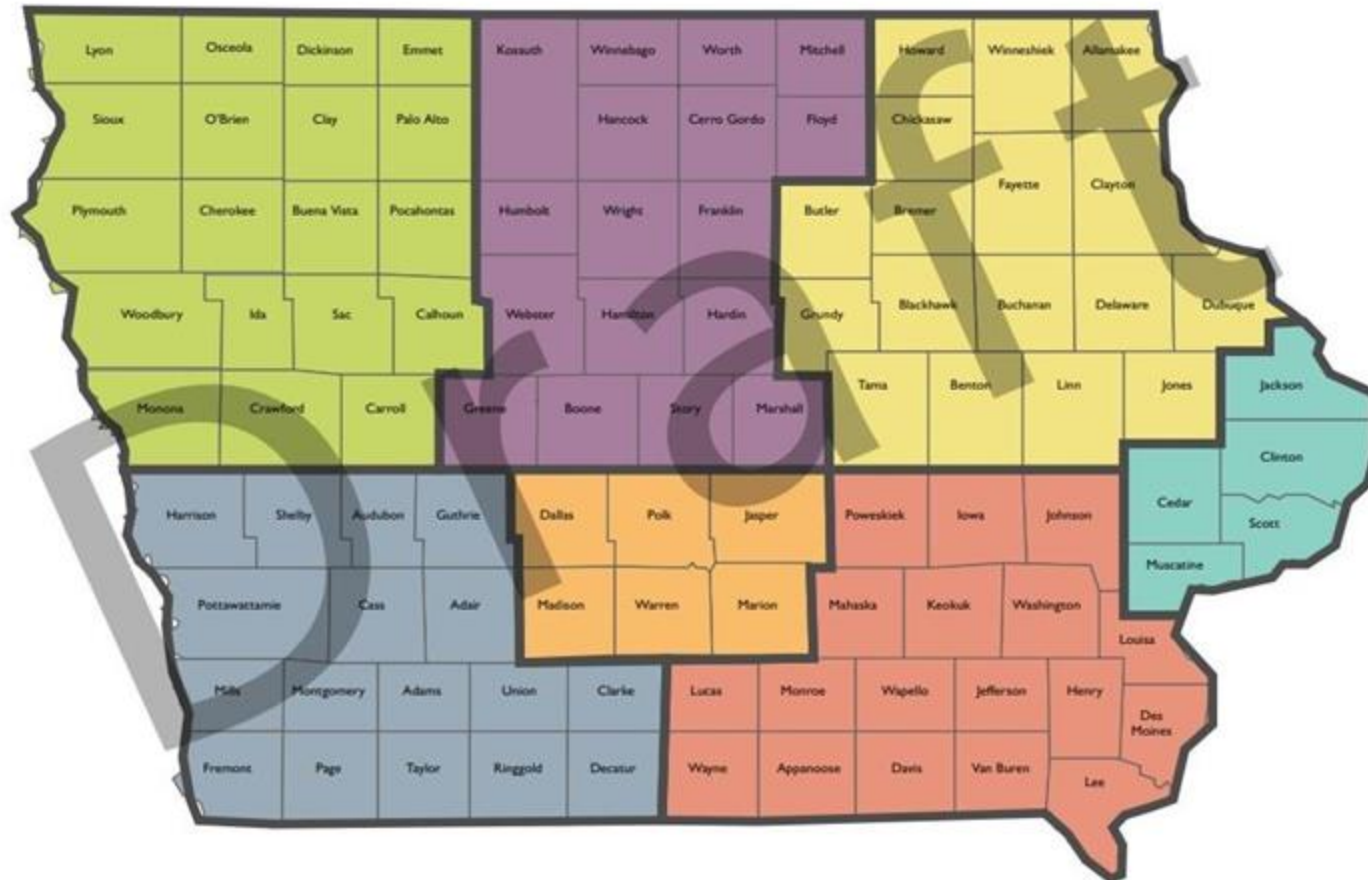 Lyon Osceola Dickinson Emmet Kossuth Winnebago Worth Mitchell Howard Winneshiek Allamakee
Sioux O'Brien Clay Palo Alto Hancock Cerro Gordo Floyd Chickasaw
Plymouth Cherokee Buena Vista Pocahontas Humbolt Wright Franklin Butler Bremer Fayette Clayton
Woodbury Ida Sac Calhoun Webster Hamilton Hardin Grundy Blackhawk Buchanan Delaware Dubuque
Monona Crawford Carroll Greene Boone Story Marshall Tama Benton Linn Jones Jackson
Clinton
Harrison Shelby Audubon Guthrie Dallas Polk Jasper Poweskiek Iowa Johnson Cedar Scott
Muscatine
Pottawattamie Cass Adair Madison Warren Marion Mahaska Keokuk Washington
Louisa
Mills Montgomery Adams Union Clarke Lucas Monroe Wapello Jefferson Henry
Des
Moines
Fremont Page Taylor Ringgold Decatur Wayne Appanoose Davis Van Buren Lee
Draft